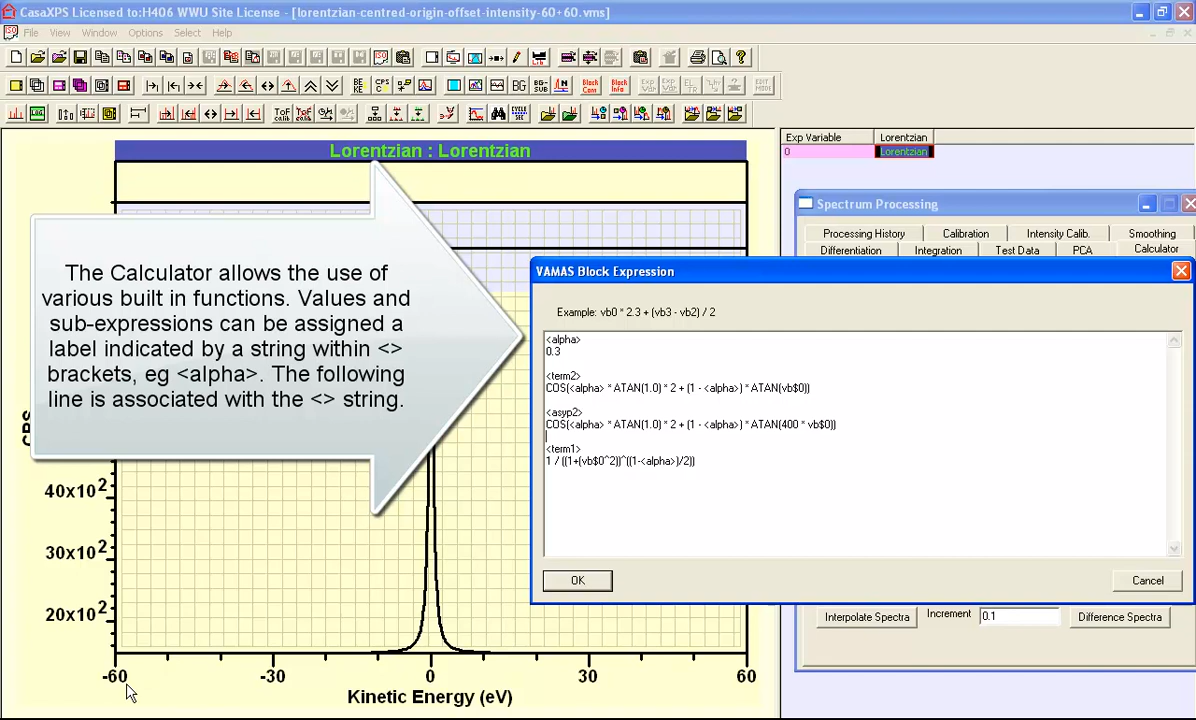 CasaXPS Licensed to:H406 WWU Site License - [lorentzian-centred-origin-offset-intensity-60+60.vms]
File View Window Options Select Help
Lorentzian : Lorentzian
Exp Variable Lorentzian
0 Lorentzian
Spectrum Processing
Processing History Calibration Intensity Calib. Smoothing
Differentiation Integration Test Data PCA Calculator
The Calculator allows the use of
various built in functions. Values and
sub-expressions can be assigned a
label indicated by a string within <>
brackets, eg <alpha>. The following
line is associated with the <> string.
VAMAS Block Expression
Example: vb0 * 2.3 + (vb3 - vb2) / 2
<alpha>
0.3
<term2>
COS(<alpha> * ATAN(1.0) * 2 + (1 - <alpha>) * ATAN(vb$0))
<asyp2>
COS(<alpha> * ATAN(1.0) * 2 + (1 - <alpha>) * ATAN(400 * vb$0))
<term1>
1 / ((1+(vb$0^2))^((1-<alpha>)/2))
OK Cancel
Interpolate Spectra Increment 0.1 Difference Spectra
CPS
40x10²
30x10²
20x10²
-60 -30 0 30 60
Kinetic Energy (eV)